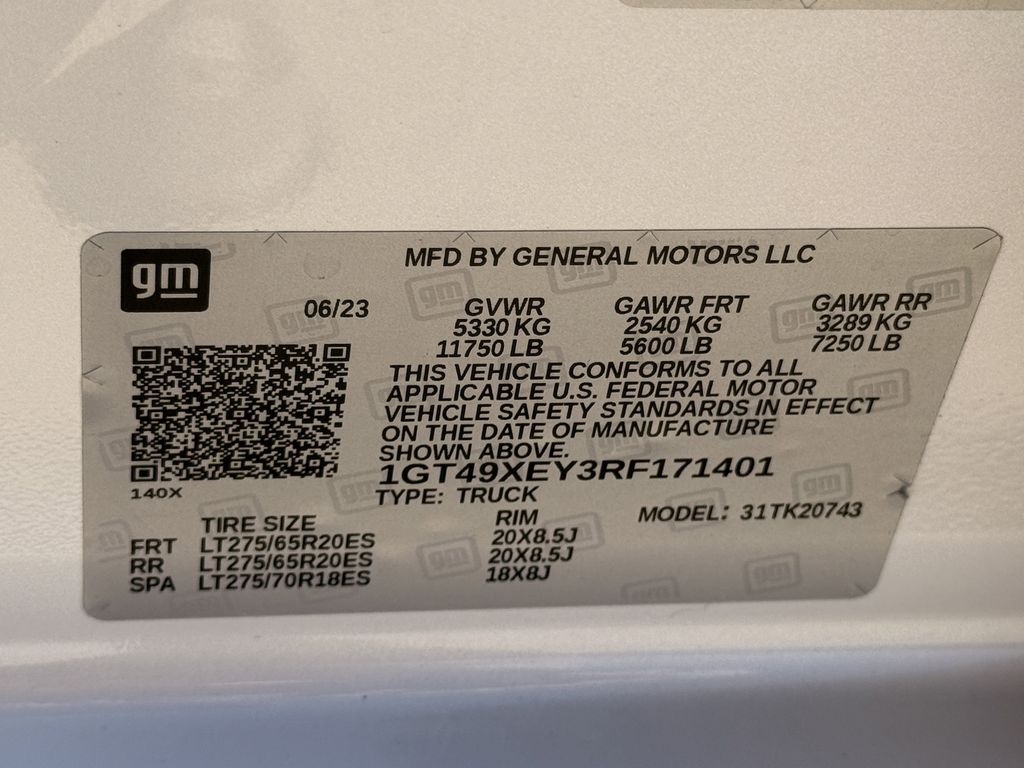 gm
MFD BY GENERAL MOTORS LLC
06/23 GVWR GAWR FRT GAWR RR
5330 KG 2540 KG 3289 KG
11750 LB 5600 LB 7250 LB
THIS VEHICLE CONFORMS TO ALL
APPLICABLE U.S. FEDERAL MOTOR
VEHICLE SAFETY STANDARDS IN EFFECT
ON THE DATE OF MANUFACTURE
SHOWN ABOVE.
1GT49XEY3RF171401
140X
TYPE: TRUCK
TIRE SIZE RIM MODEL: 31TK20743
FRT LT275/65R20ES 20X8.5J
RR LT275/65R20ES 20X8.5J
SPA LT275/70R18ES 18X8J